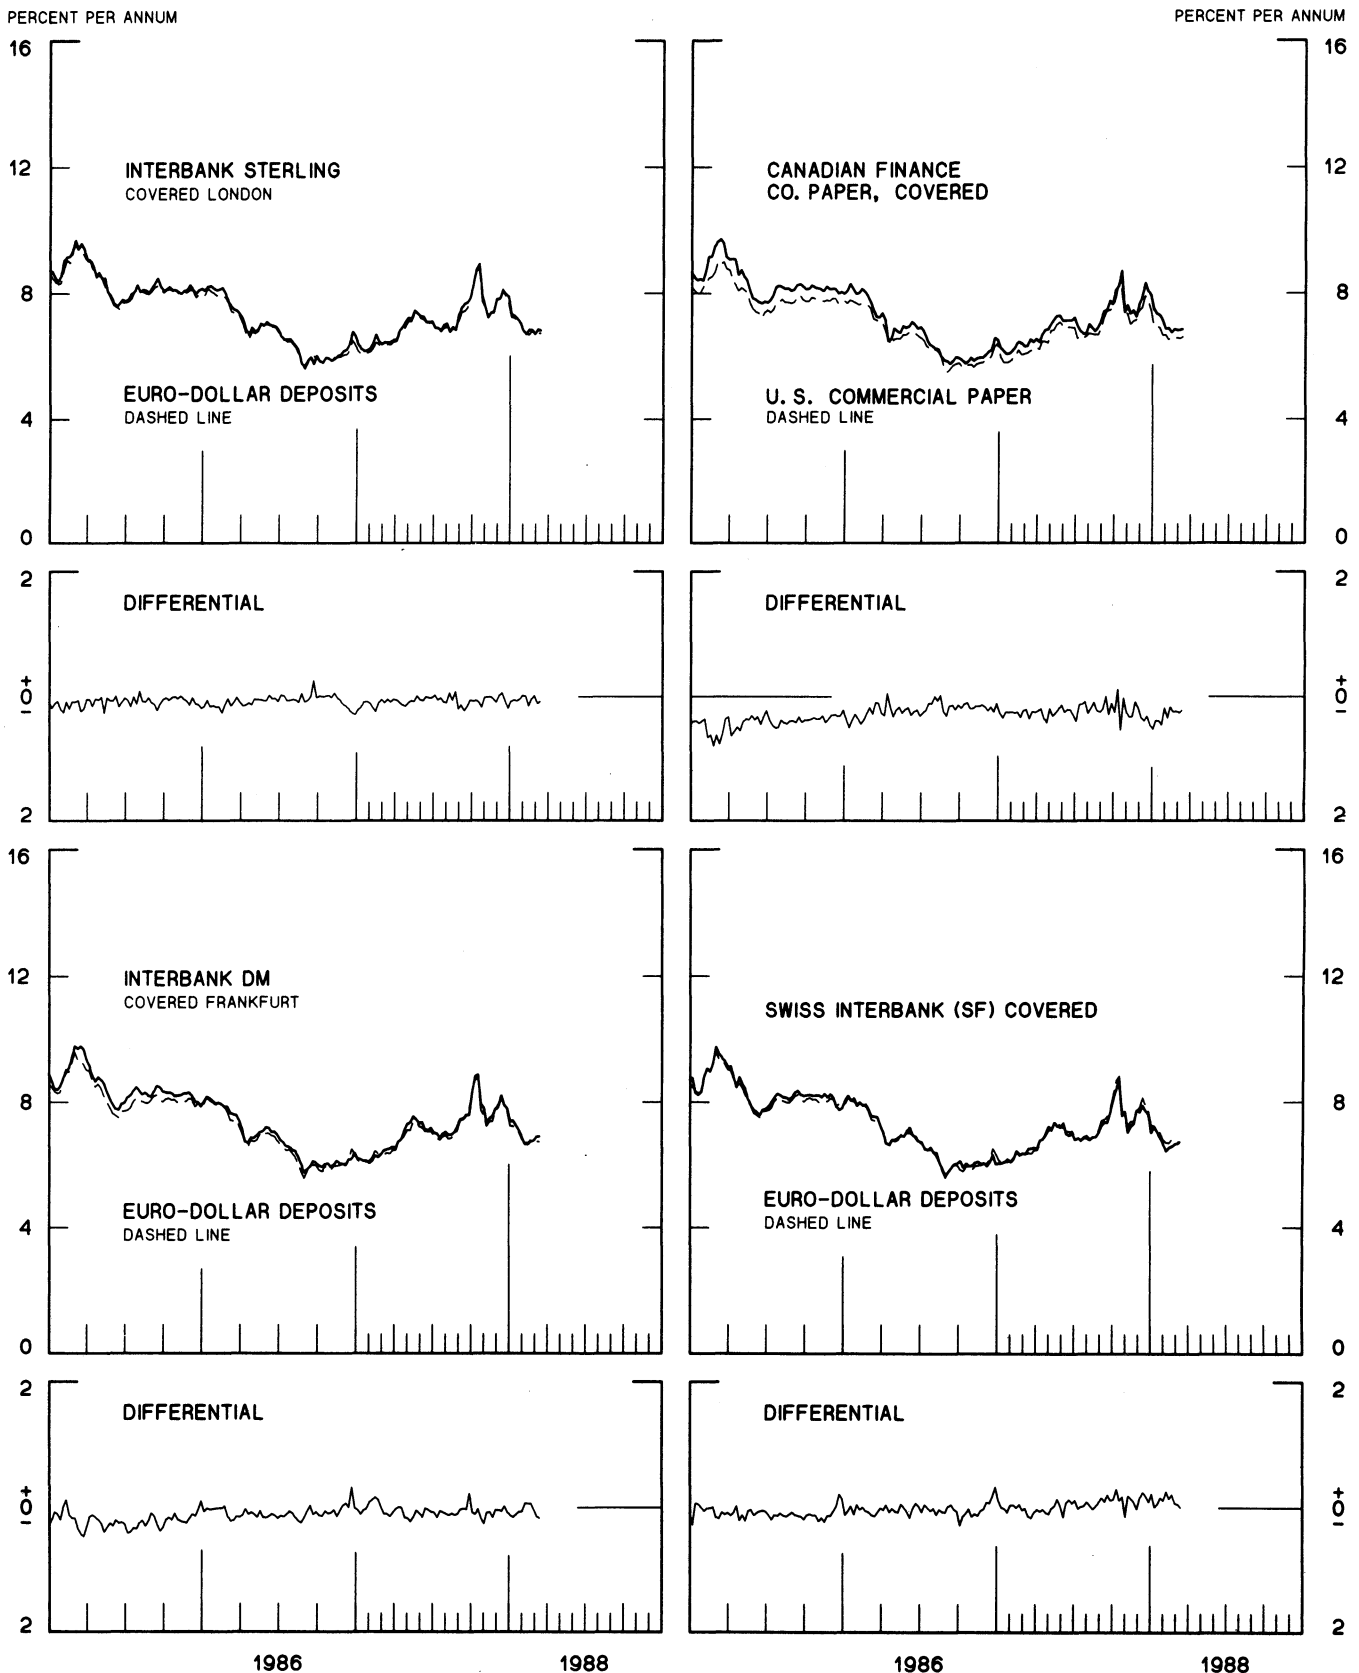 PERCENT PER ANNUM
PERCENT PER ANNUM
16
12
8
4
0
INTERBANK STERLING
COVERED LONDON
EURO-DOLLAR DEPOSITS
DASHED LINE
CANADIAN FINANCE
CO. PAPER, COVERED
U. S. COMMERCIAL PAPER
DASHED LINE
16
12
8
4
0
2
+
0
−
2
DIFFERENTIAL
DIFFERENTIAL
2
+
0
−
2
16
12
8
4
0
INTERBANK DM
COVERED FRANKFURT
EURO-DOLLAR DEPOSITS
DASHED LINE
SWISS INTERBANK (SF) COVERED
EURO-DOLLAR DEPOSITS
DASHED LINE
16
12
8
4
0
2
+
0
−
2
DIFFERENTIAL
DIFFERENTIAL
2
+
0
−
2
1986
1988
1986
1988